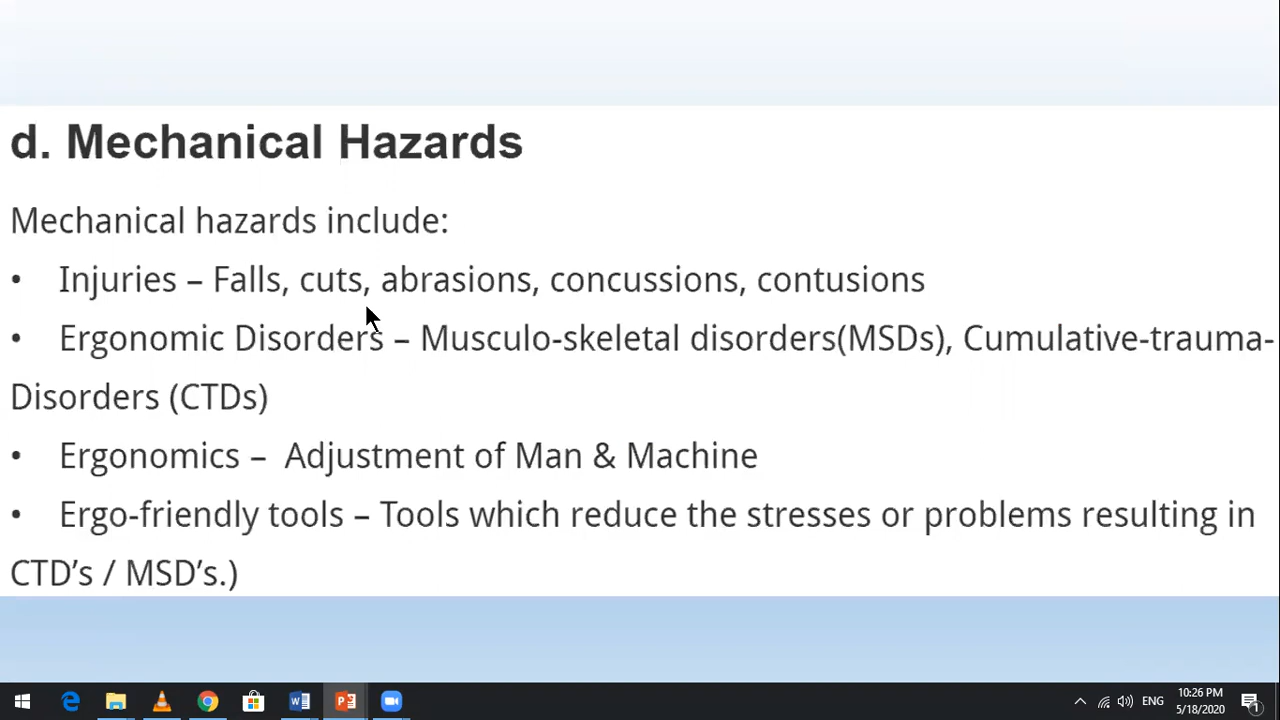 d. Mechanical Hazards
Mechanical hazards include:
• Injuries – Falls, cuts, abrasions, concussions, contusions
• Ergonomic Disorders – Musculo-skeletal disorders(MSDs), Cumulative-trauma-
Disorders (CTDs)
• Ergonomics – Adjustment of Man & Machine
• Ergo-friendly tools – Tools which reduce the stresses or problems resulting in
CTD’s / MSD’s.)
ENG
10:26 PM
5/18/2020
1